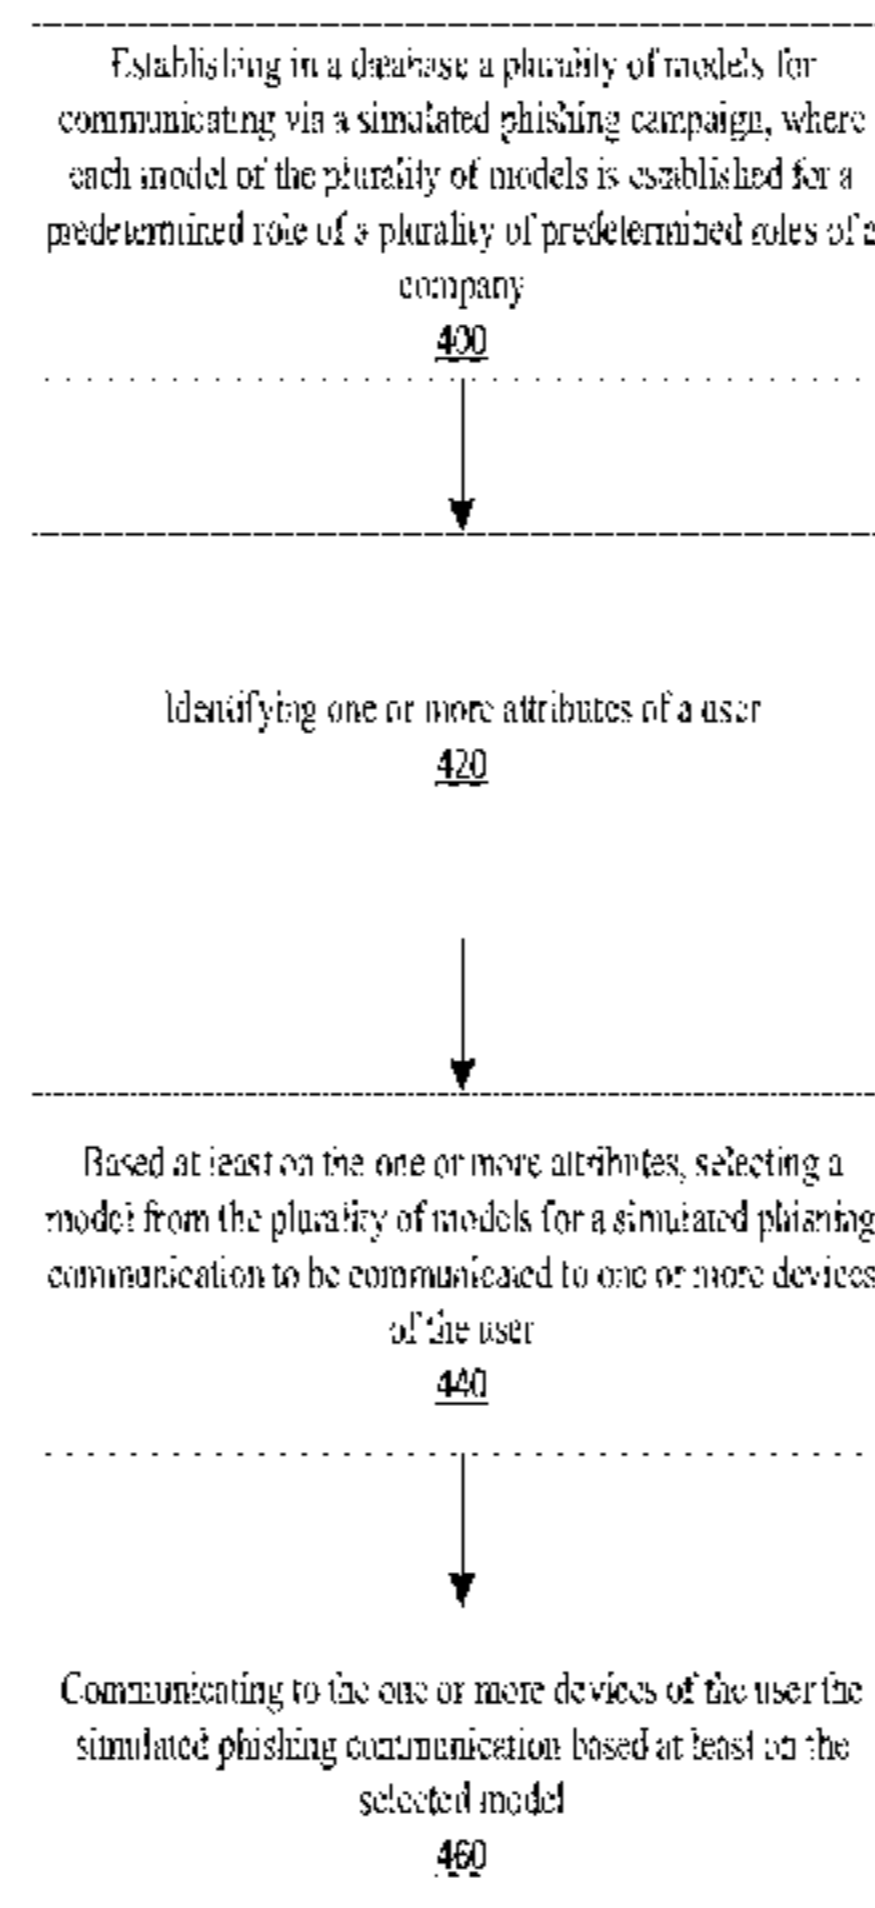 Establishing in a database a plurality of models for
communicating via a simulated phishing campaign, where
each model of the plurality of models is established for a
predetermined role of a plurality of predetermined roles of a
company
400
Identifying one or more attributes of a user
420
Based at least on the one or more attributes, selecting a
model from the plurality of models for a simulated phishing
communication to be communicated to one or more devices
of the user
440
Communicating to the one or more devices of the user the
simulated phishing communication based at least on the
selected model
460